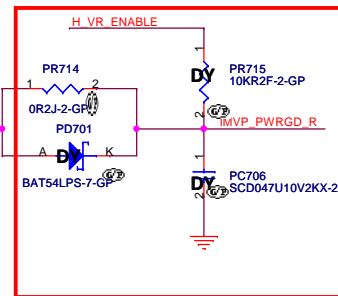 H_VR_ENABLE
PR714
1
2
0R2J-2-GP
PD701
A
DY
K
BAT54LPS-7-GP
1
DY
PR715
10KR2F-2-GP
2
IMVP_PWRGD_R
1
DY
PC706
SCD047U10V2KX-2
2